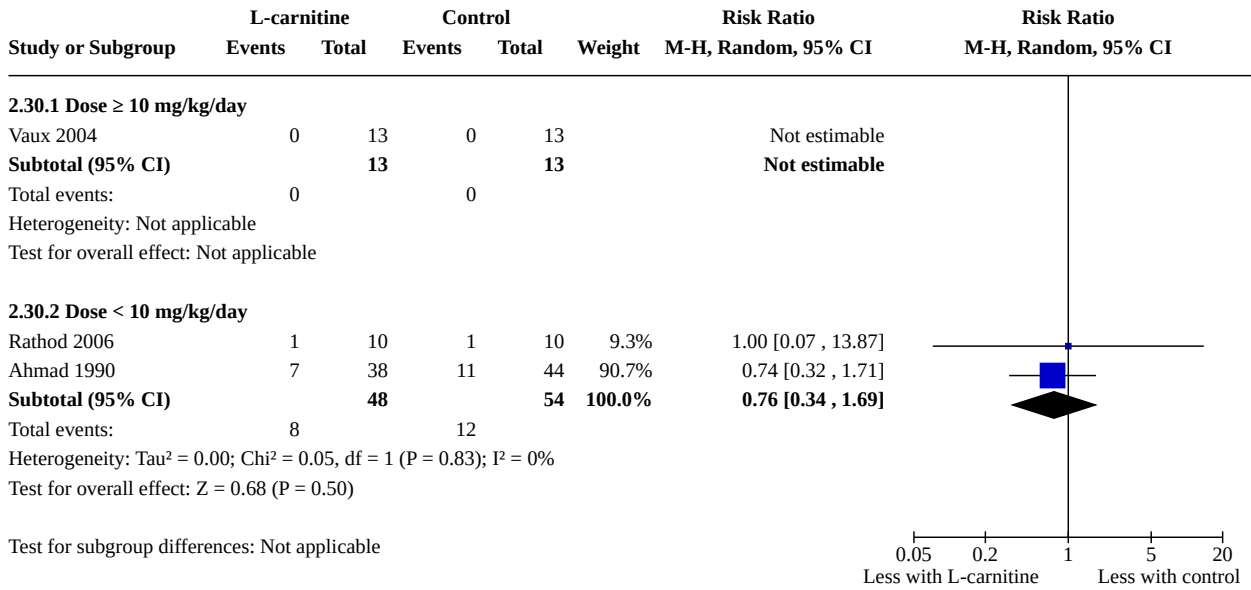 L-carnitine Control Risk Ratio Risk Ratio
Study or Subgroup Events Total Events Total Weight M-H, Random, 95% CI M-H, Random, 95% CI
2.30.1 Dose ≥ 10 mg/kg/day
Vaux 2004 0 13 0 13 Not estimable
Subtotal (95% CI) 13 13 Not estimable
Total events: 0 0
Heterogeneity: Not applicable
Test for overall effect: Not applicable
2.30.2 Dose < 10 mg/kg/day
Rathod 2006 1 10 1 10 9.3% 1.00 [0.07 , 13.87]
Ahmad 1990 7 38 11 44 90.7% 0.74 [0.32 , 1.71]
Subtotal (95% CI) 48 54 100.0% 0.76 [0.34 , 1.69]
Total events: 8 12
Heterogeneity: Tau² = 0.00; Chi² = 0.05, df = 1 (P = 0.83); I² = 0%
Test for overall effect: Z = 0.68 (P = 0.50)
Test for subgroup differences: Not applicable
0.05 0.2 1 5 20
Less with L-carnitine Less with control